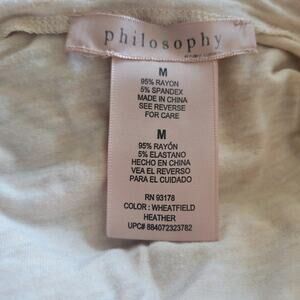 philosophy
M
95% RAYON
5% SPANDEX
MADE IN CHINA
SEE REVERSE
FOR CARE
M
95% RAYÓN
5% ELASTANO
HECHO EN CHINA
VEA EL REVERSO
PARA EL CUIDADO
RN 93178
COLOR: WHEATFIELD
HEATHER
UPC# 884072323782